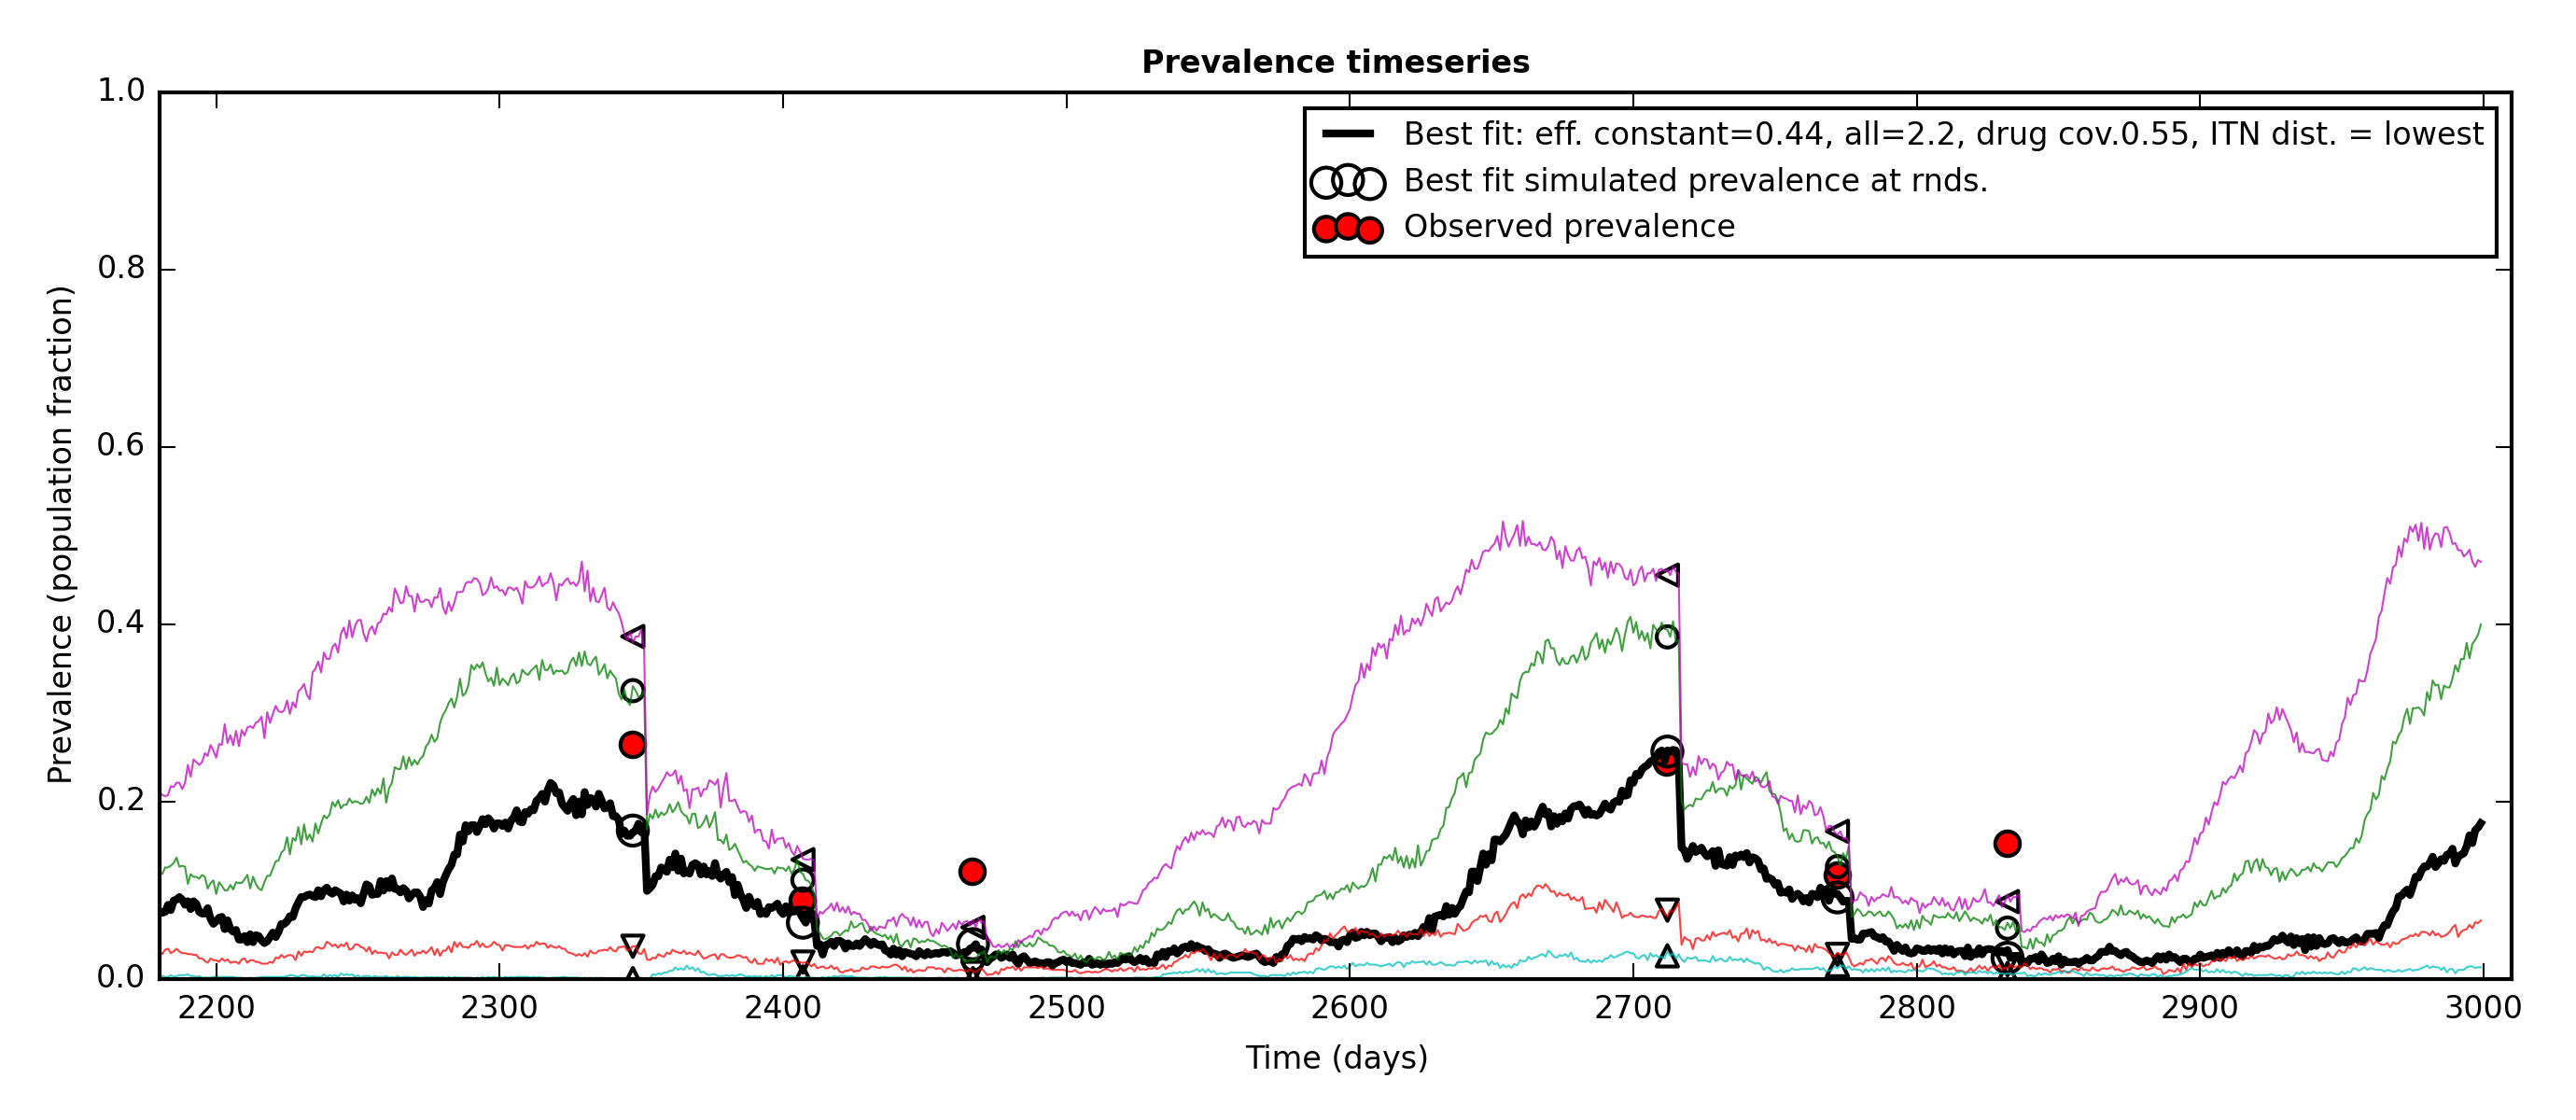 Prevalence timeseries
1.0
0.8
0.6
0.4
0.2
0.0
Prevalence (population fraction)
Best fit: eff. constant=0.44, all=2.2, drug cov.0.55, ITN dist. = lowest
Best fit simulated prevalence at rnds.
Observed prevalence
2200 2300 2400 2500 2600 2700 2800 2900 3000
Time (days)